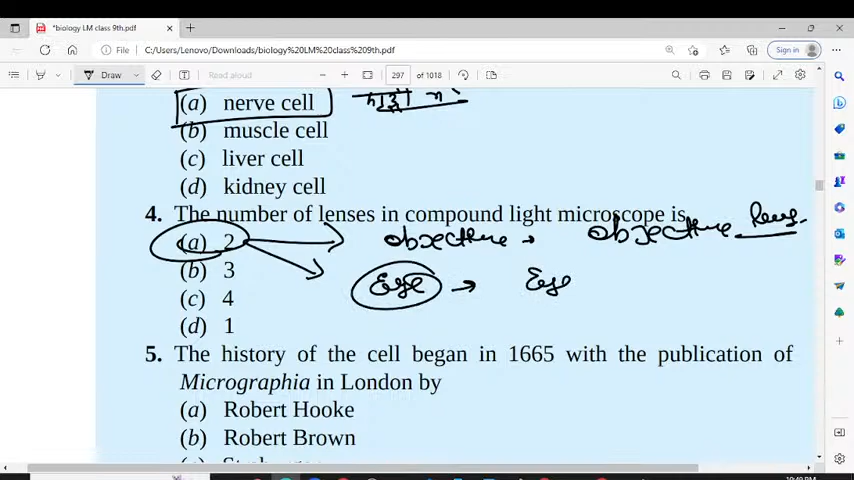 *biology LM class 9th.pdf
File
C:/Users/Lenovo/Downloads/biology%20LM%20class%209th.pdf
Sign in
Draw
Read aloud
297 of 1018
(a) nerve cell
(b) muscle cell
(c) liver cell
(d) kidney cell
4. The number of lenses in compound light microscope is
(a) 2 objective → objective lens
(b) 3
Eye → Eye
(c) 4
(d) 1
5. The history of the cell began in 1665 with the publication of
Micrographia in London by
(a) Robert Hooke
(b) Robert Brown